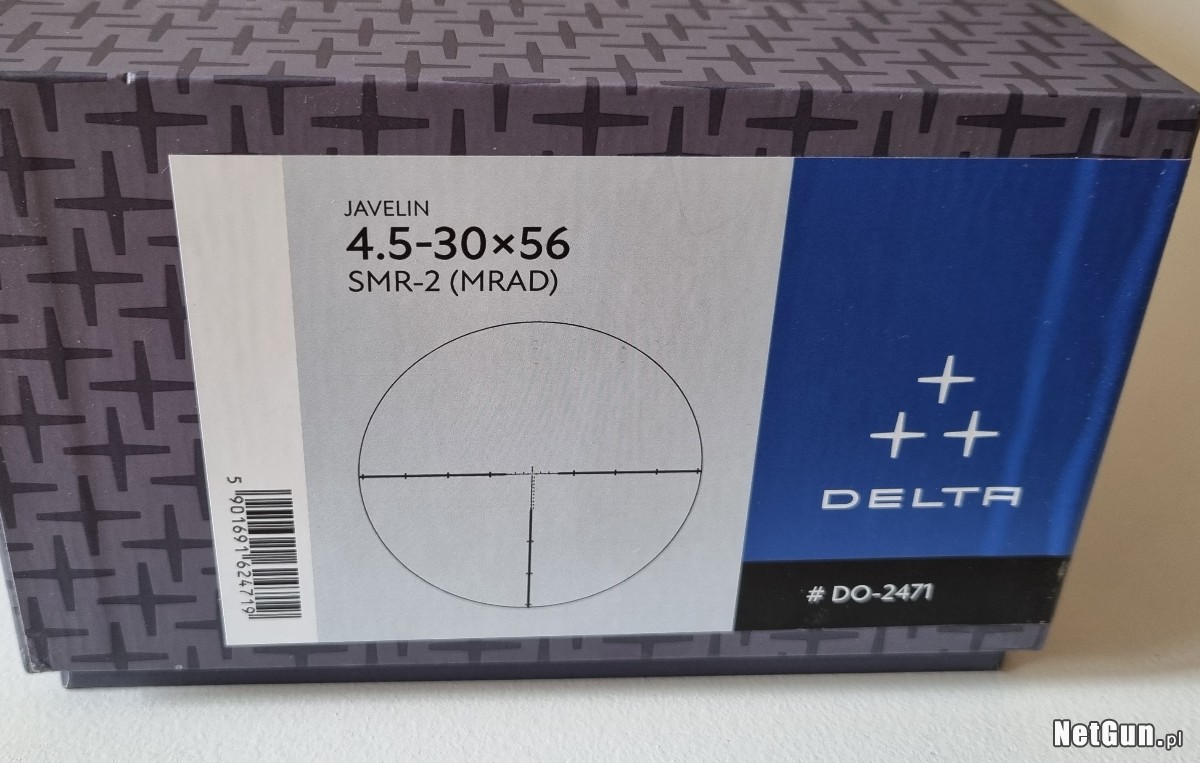 JAVELIN
4.5-30×56
SMR-2 (MRAD)
5 901691 624719
DELTA
# DO-2471
NetGun.pl